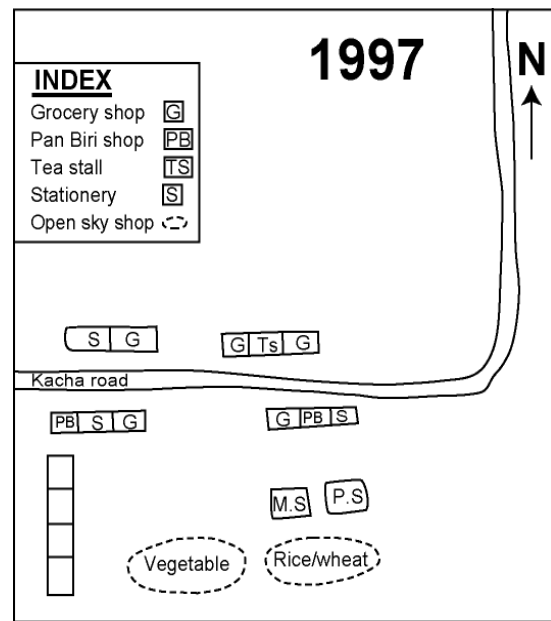 1997
N
INDEX
Grocery shop G
Pan Biri shop PB
Tea stall TS
Stationery S
Open sky shop
S G
G Ts G
Kacha road
PB S G
G PB S
M.S P.S
Vegetable Rice/wheat